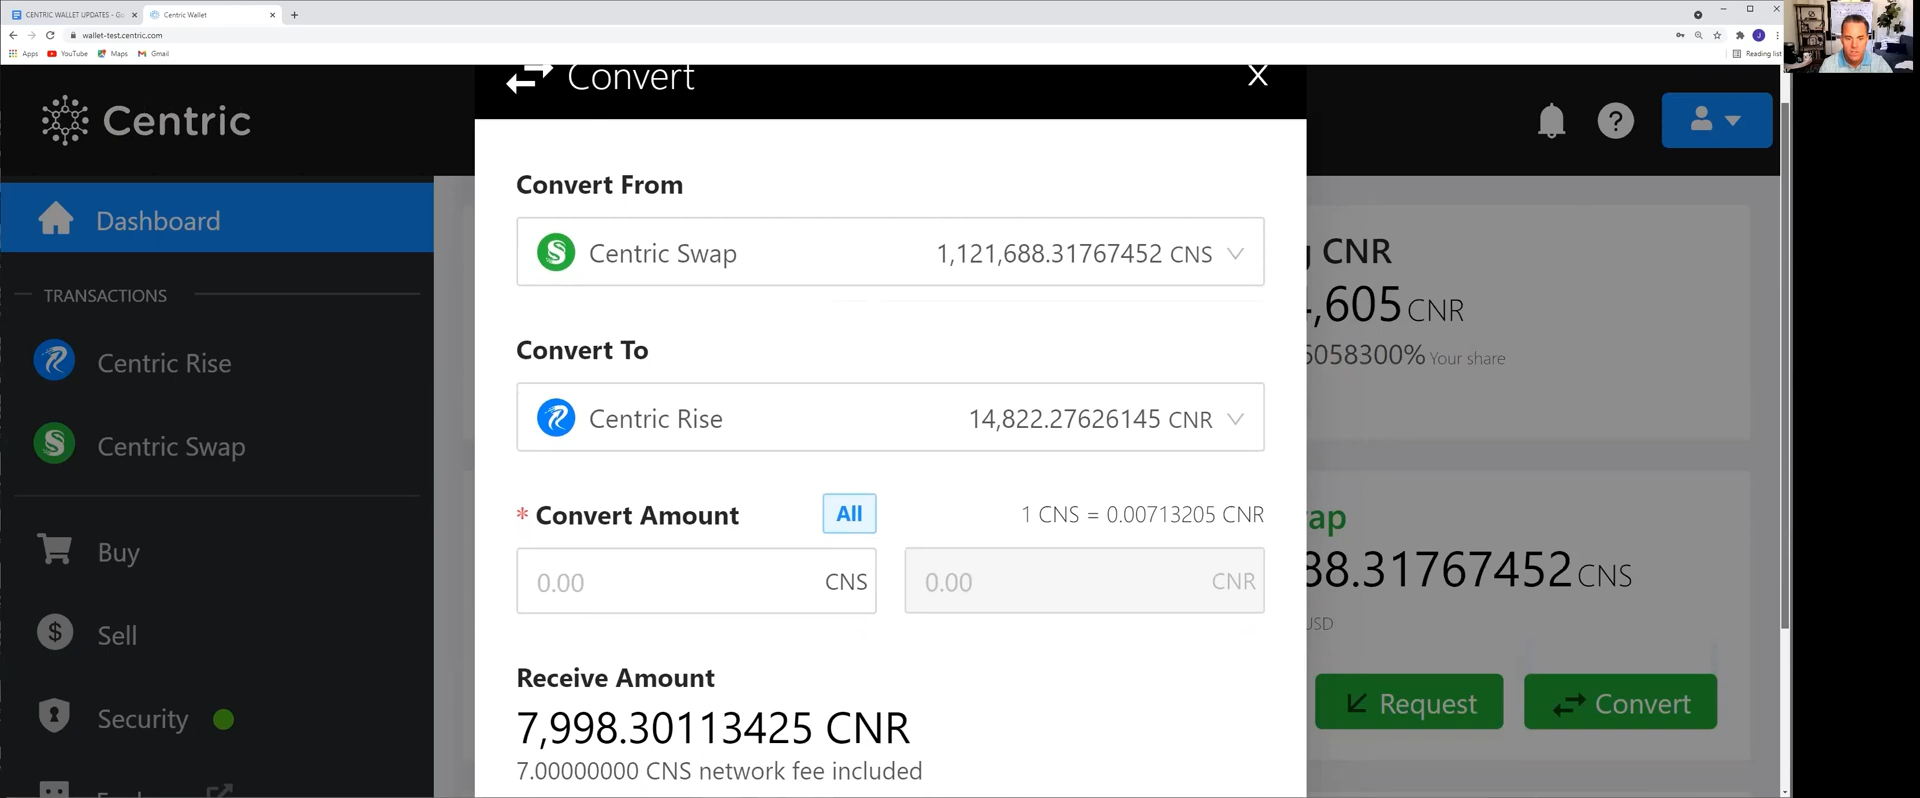 CENTRIC WALLET UPDATES - Go
Centric Wallet
wallet-test.centric.com
Apps
YouTube
Maps
Gmail
Reading list
Centric
Convert
X
Dashboard
TRANSACTIONS
Centric Rise
Centric Swap
Buy
Sell
Security
Convert From
Centric Swap 1,121,688.31767452 CNS
Convert To
Centric Rise 14,822.27626145 CNR
* Convert Amount All 1 CNS = 0.00713205 CNR
0.00 CNS 0.00 CNR
Receive Amount
7,998.30113425 CNR
7.00000000 CNS network fee included
CNR
,605 CNR
6058300% Your share
ap
88.31767452 CNS
USD
Request
Convert